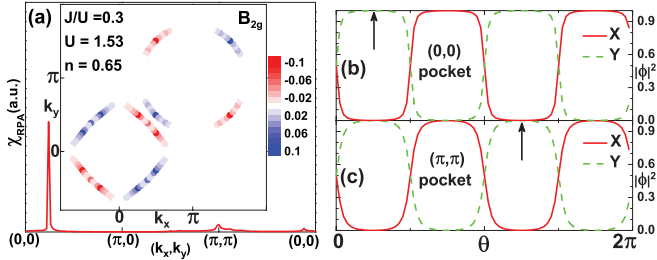 (a)
J/U=0.3
U = 1.53
n = 0.65
B2g
π
ky
0
0
kx
π
-0.1
-0.06
-0.02
0.02
0.06
0.1
χRPA(a.u.)
(0,0)
(π,0)
(π,π)
(0,0)
(kx,ky)
(b)
(0,0)
pocket
X
Y
0.9
0.6
0.3
0.0
|ϕ|²
(c)
(π,π)
pocket
X
Y
0.9
0.6
0.3
0.0
|ϕ|²
0
θ
2π